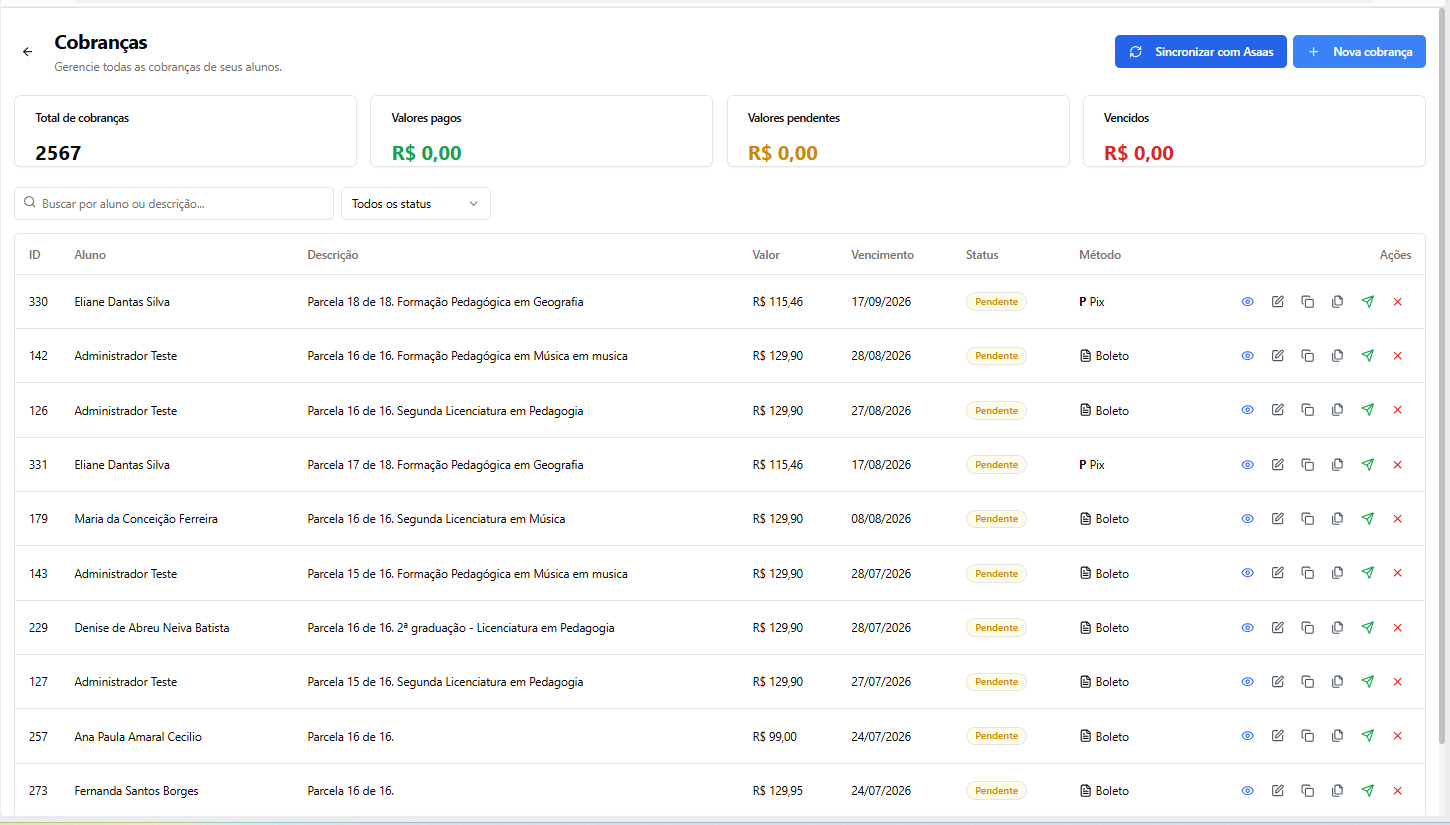 Cobranças
Gerencie todas as cobranças de seus alunos.
Sincronizar com Asaas
Nova cobrança
Total de cobranças
2567
Valores pagos
R$ 0,00
Valores pendentes
R$ 0,00
Vencidos
R$ 0,00
Buscar por aluno ou descrição...
Todos os status
ID Aluno Descrição Valor Vencimento Status Método Ações
330 Eliane Dantas Silva Parcela 18 de 18. Formação Pedagógica em Geografia R$ 115,46 17/09/2026 Pendente P Pix
142 Administrador Teste Parcela 16 de 16. Formação Pedagógica em Música em musica R$ 129,90 28/08/2026 Pendente Boleto
126 Administrador Teste Parcela 16 de 16. Segunda Licenciatura em Pedagogia R$ 129,90 27/08/2026 Pendente Boleto
331 Eliane Dantas Silva Parcela 17 de 18. Formação Pedagógica em Geografia R$ 115,46 17/08/2026 Pendente P Pix
179 Maria da Conceição Ferreira Parcela 16 de 16. Segunda Licenciatura em Música R$ 129,90 08/08/2026 Pendente Boleto
143 Administrador Teste Parcela 15 de 16. Formação Pedagógica em Música em musica R$ 129,90 28/07/2026 Pendente Boleto
229 Denise de Abreu Neiva Batista Parcela 16 de 16. 2ª graduação - Licenciatura em Pedagogia R$ 129,90 28/07/2026 Pendente Boleto
127 Administrador Teste Parcela 15 de 16. Segunda Licenciatura em Pedagogia R$ 129,90 27/07/2026 Pendente Boleto
257 Ana Paula Amaral Cecilio Parcela 16 de 16. R$ 99,00 24/07/2026 Pendente Boleto
273 Fernanda Santos Borges Parcela 16 de 16. R$ 129,95 24/07/2026 Pendente Boleto